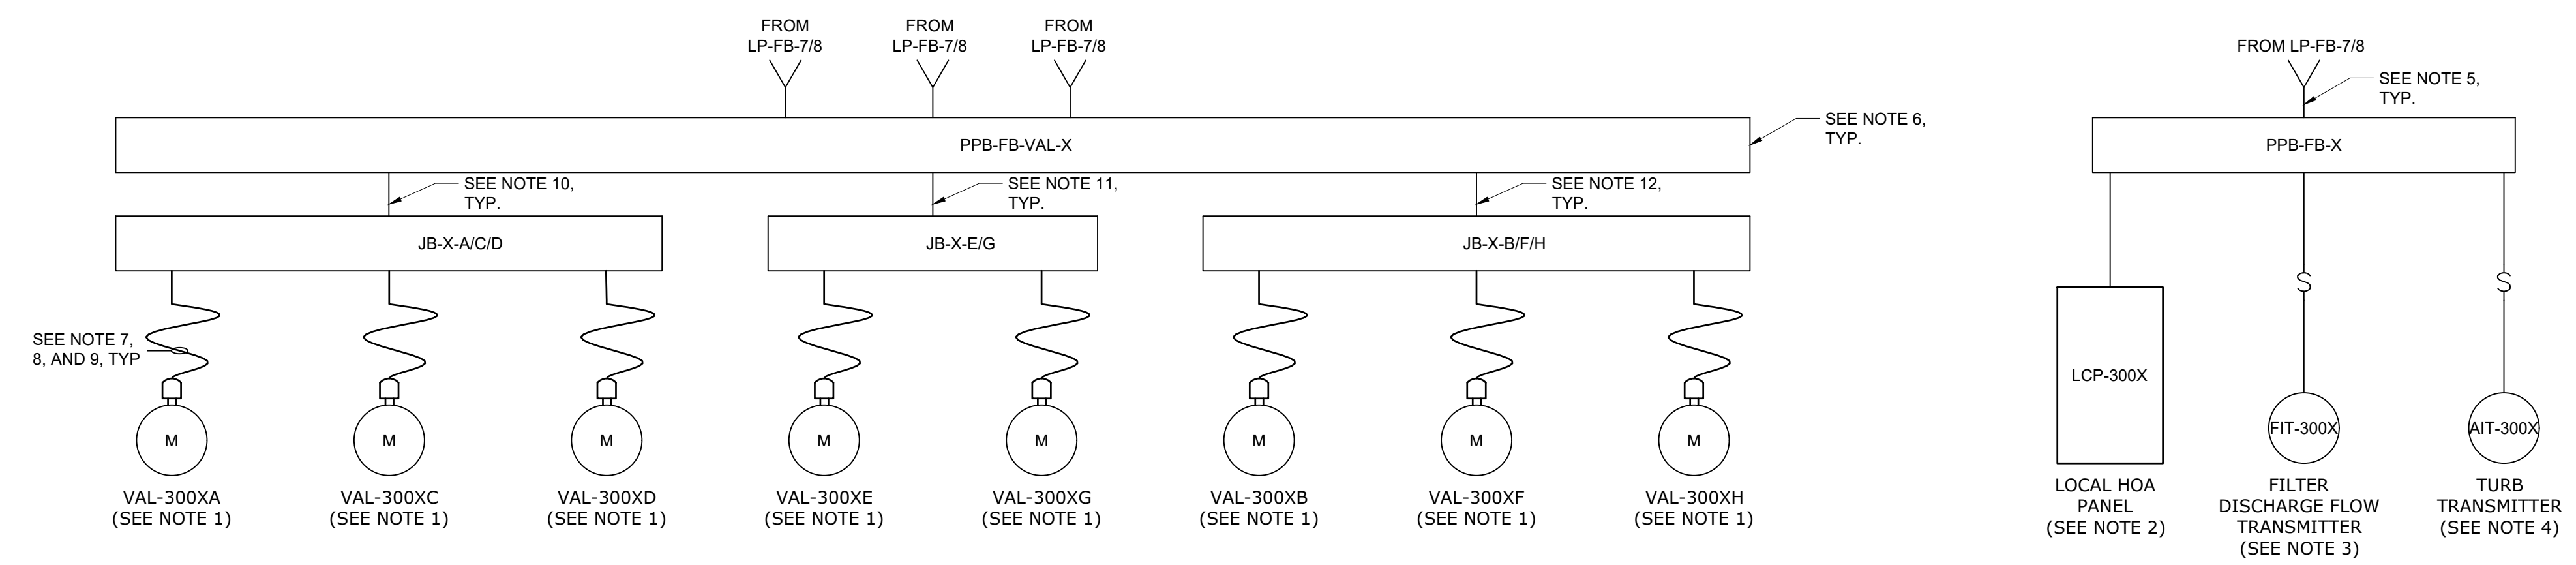 FROM
LP-FB-7/8
FROM
LP-FB-7/8
FROM
LP-FB-7/8
FROM LP-FB-7/8
SEE NOTE 5,
TYP.
PPB-FB-VAL-X
SEE NOTE 6,
TYP.
PPB-FB-X
SEE NOTE 10,
TYP.
SEE NOTE 11,
TYP.
SEE NOTE 12,
TYP.
JB-X-A/C/D
JB-X-E/G
JB-X-B/F/H
SEE NOTE 7,
8, AND 9, TYP
S
S
LCP-300X
M
M
M
M
M
M
M
M
FIT-300X
AIT-300X
VAL-300XA
(SEE NOTE 1)
VAL-300XC
(SEE NOTE 1)
VAL-300XD
(SEE NOTE 1)
VAL-300XE
(SEE NOTE 1)
VAL-300XG
(SEE NOTE 1)
VAL-300XB
(SEE NOTE 1)
VAL-300XF
(SEE NOTE 1)
VAL-300XH
(SEE NOTE 1)
LOCAL HOA
PANEL
(SEE NOTE 2)
FILTER
DISCHARGE FLOW
TRANSMITTER
(SEE NOTE 3)
TURB
TRANSMITTER
(SEE NOTE 4)